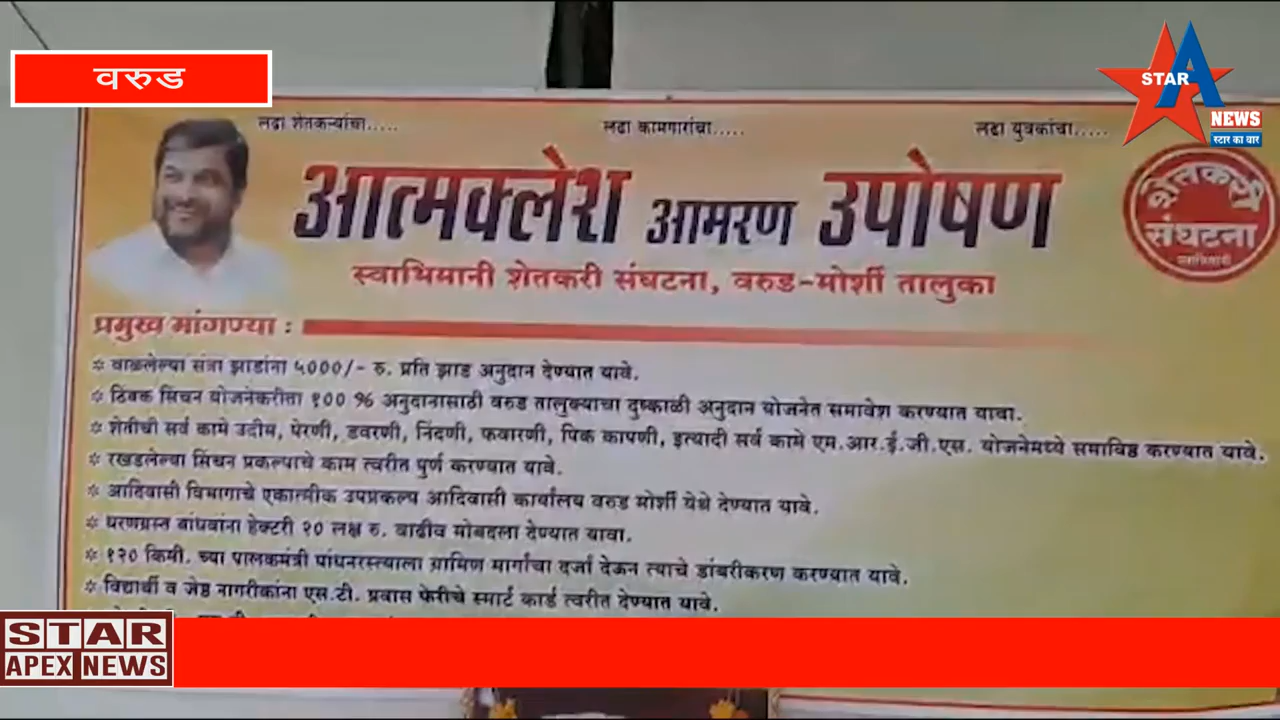 वरुड
STAR A
NEWS
स्टार का वार
लढा शेतकऱ्यांचा..... लढा कामगारांचा..... लढा युवकांचा.....
आत्मक्लेश आमरण उपोषण
स्वाभिमानी शेतकरी संघटना, वरुड-मोर्शी तालुका
शेतकरी
संघटना
स्वाभिमानी
प्रमुख मांगण्या :
वाळलेल्या संत्रा झाडांना ५०००/- रु. प्रति झाड अनुदान देण्यात यावे.
ठिंबक सिंचन योजनेकरीता १०० % अनुदानासाठी वरुड तालुक्याचा दुष्काळी अनुदान योजनेत समावेश करण्यात यावा.
शेतीची सर्व कामे उदीम, पेरणी, डवरणी, निंदणी, फवारणी, पिक कापणी, इत्यादी सर्व कामे एम.आर.ई.जी.एस. योजनेमध्ये समाविष्ठ करण्यात यावे.
रखडलेल्या सिंचन प्रकल्पाचे काम त्वरीत पुर्ण करण्यात यावे.
आदिवासी विभागाचे एकात्मीक उपप्रकल्प आदिवासी कार्यालय वरुड मोर्शी येथे देण्यात यावे.
धरणग्रस्त बांधवांना हेक्टरी २० लक्ष रु. वाढीव मोबदला देण्यात यावा.
१२० किमी. च्या पालकमंत्री पांधनरस्त्याला ग्रामिण मार्गाचा दर्जा देऊन त्याचे डांबरीकरण करण्यात यावे.
विद्यार्थी व जेष्ठ नागरीकांना एस.टी. प्रवास फेरीचे स्मार्ट कार्ड त्वरीत देण्यात यावे.
STAR
APEX NEWS